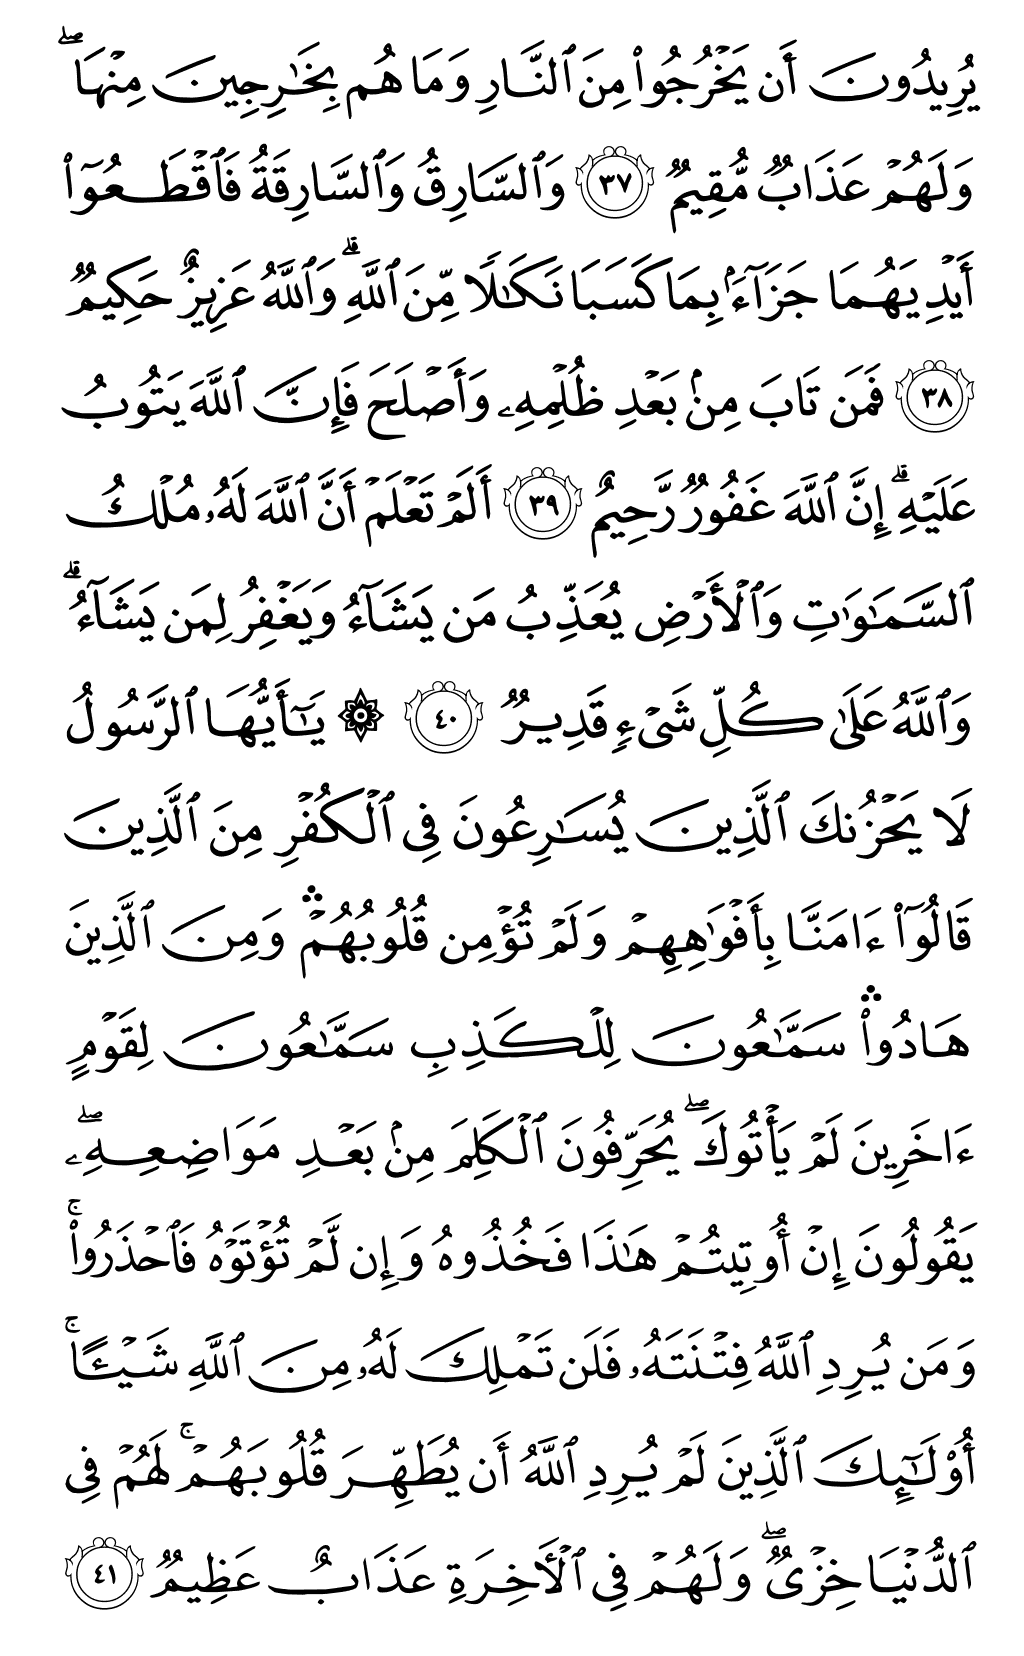 يُرِيدُونَ أَن يَخْرُجُوا۟ مِنَ ٱلنَّارِ وَمَا هُم بِخَٰرِجِينَ مِنْهَا ۖ
وَلَهُمْ عَذَابٌ مُّقِيمٌ ٣٧ وَٱلسَّارِقُ وَٱلسَّارِقَةُ فَٱقْطَعُوٓا۟
أَيْدِيَهُمَا جَزَآءًۢ بِمَا كَسَبَا نَكَٰلًا مِّنَ ٱللَّهِ ۗ وَٱللَّهُ عَزِيزٌ حَكِيمٌ
٣٨ فَمَن تَابَ مِنۢ بَعْدِ ظُلْمِهِۦ وَأَصْلَحَ فَإِنَّ ٱللَّهَ يَتُوبُ
عَلَيْهِ ۗ إِنَّ ٱللَّهَ غَفُورٌ رَّحِيمٌ ٣٩ أَلَمْ تَعْلَمْ أَنَّ ٱللَّهَ لَهُۥ مُلْكُ
ٱلسَّمَٰوَٰتِ وَٱلْأَرْضِ يُعَذِّبُ مَن يَشَآءُ وَيَغْفِرُ لِمَن يَشَآءُ ۗ
وَٱللَّهُ عَلَىٰ كُلِّ شَىْءٍ قَدِيرٌ ٤٠ ۞ يَٰٓأَيُّهَا ٱلرَّسُولُ
لَا يَحْزُنكَ ٱلَّذِينَ يُسَٰرِعُونَ فِى ٱلْكُفْرِ مِنَ ٱلَّذِينَ
قَالُوٓا۟ ءَامَنَّا بِأَفْوَٰهِهِمْ وَلَمْ تُؤْمِن قُلُوبُهُمْ ۛ وَمِنَ ٱلَّذِينَ
هَادُوا۟ ۛ سَمَّٰعُونَ لِلْكَذِبِ سَمَّٰعُونَ لِقَوْمٍ
ءَاخَرِينَ لَمْ يَأْتُوكَ ۖ يُحَرِّفُونَ ٱلْكَلِمَ مِنۢ بَعْدِ مَوَاضِعِهِۦ ۖ
يَقُولُونَ إِنْ أُوتِيتُمْ هَٰذَا فَخُذُوهُ وَإِن لَّمْ تُؤْتَوْهُ فَٱحْذَرُوا۟ ۚ
وَمَن يُرِدِ ٱللَّهُ فِتْنَتَهُۥ فَلَن تَمْلِكَ لَهُۥ مِنَ ٱللَّهِ شَيْـًٔا ۚ
أُو۟لَٰٓئِكَ ٱلَّذِينَ لَمْ يُرِدِ ٱللَّهُ أَن يُطَهِّرَ قُلُوبَهُمْ ۚ لَهُمْ فِى
ٱلدُّنْيَا خِزْىٌ ۖ وَلَهُمْ فِى ٱلْـَٔاخِرَةِ عَذَابٌ عَظِيمٌ ٤١